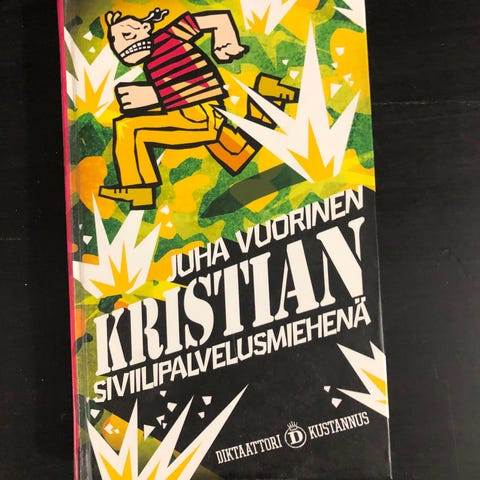 JUHA VUORINEN
KRISTIAN
SIVIILIPALVELUSMIEHENÄ
DIKTAATTORI D KUSTANNUS